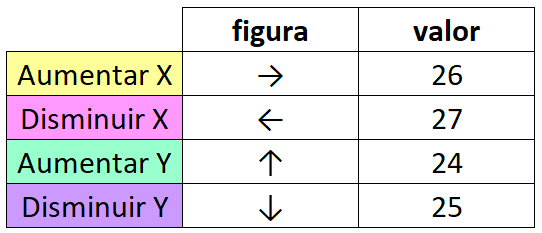 figura valor
Aumentar X → 26
Disminuir X ← 27
Aumentar Y ↑ 24
Disminuir Y ↓ 25